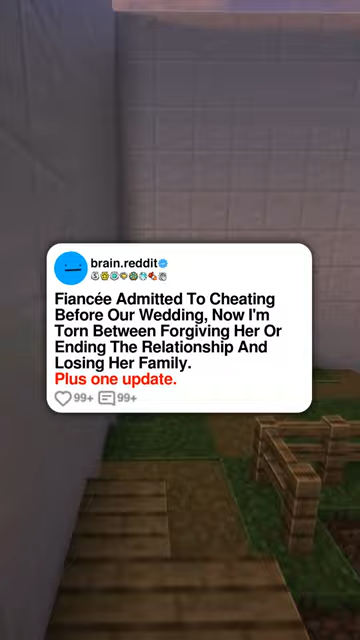 brain.reddit
Fiancée Admitted To Cheating
Before Our Wedding, Now I'm
Torn Between Forgiving Her Or
Ending The Relationship And
Losing Her Family.
Plus one update.
99+ 99+